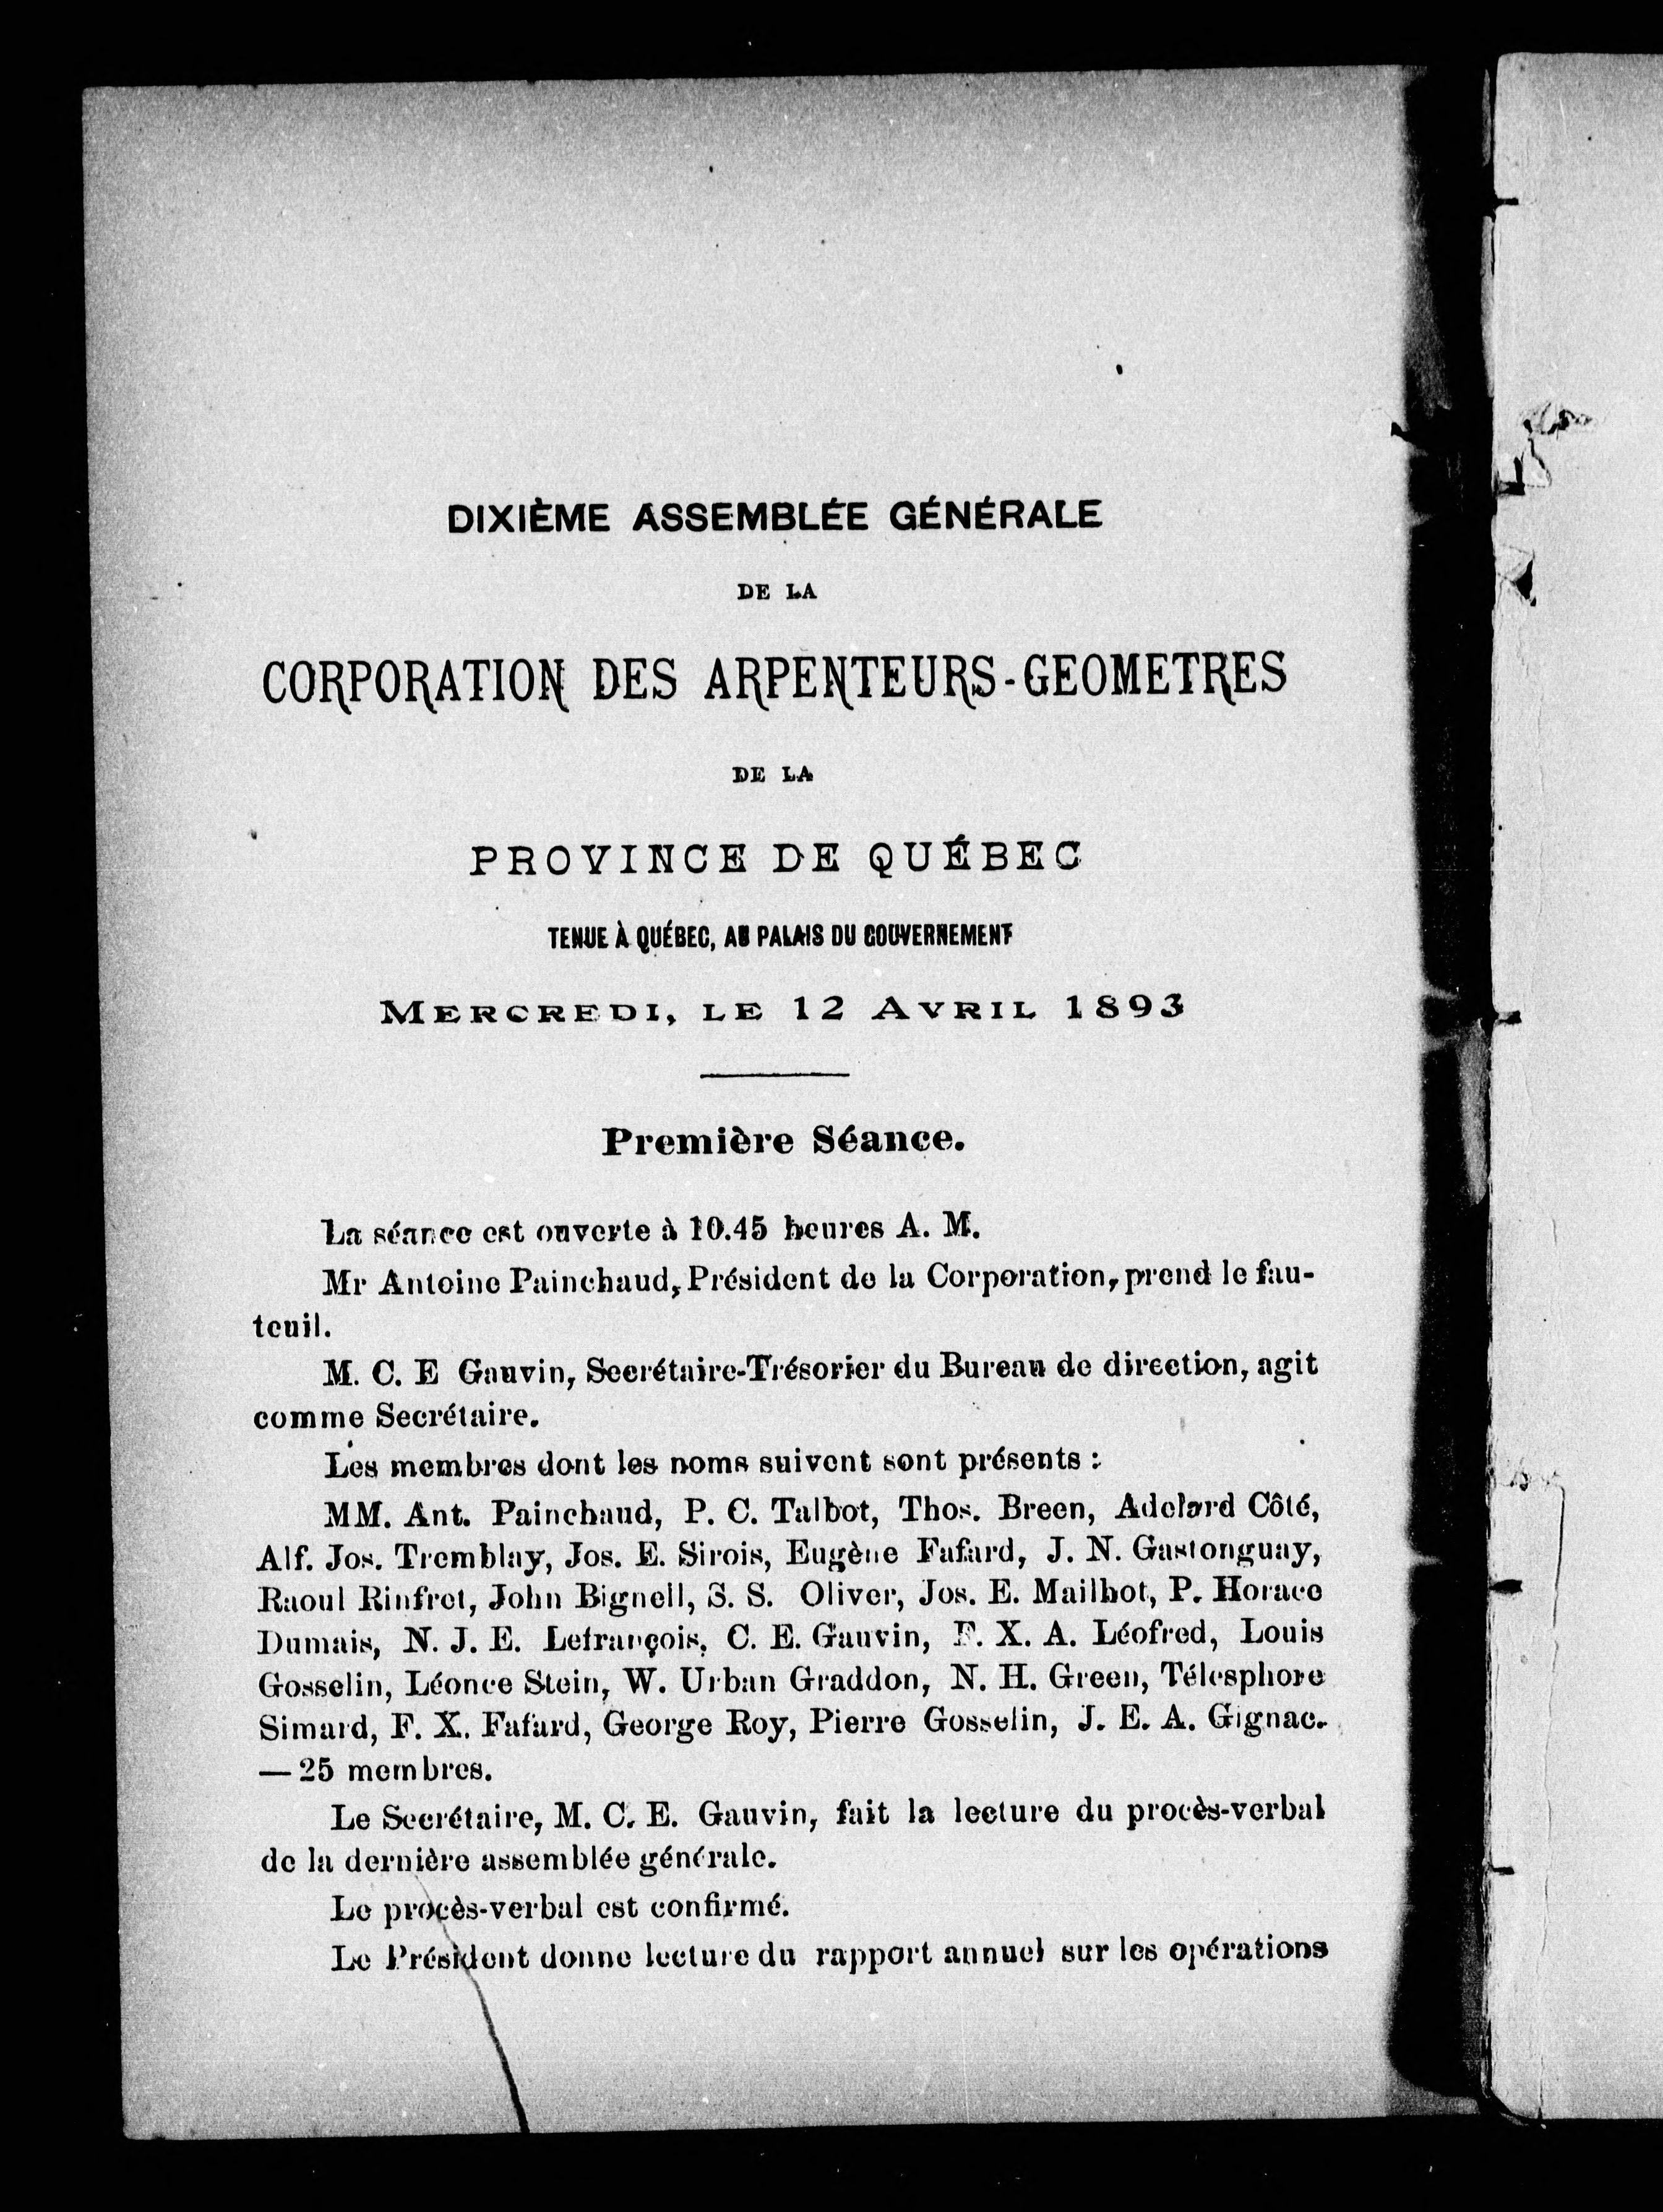 DIXIÈME ASSEMBLÉE GÉNÉRALE
DE LA
CORPORATION DES ARPENTEURS-GEOMETRES
DE LA
PROVINCE DE QUÉBEC
TENUE À QUÉBEC, AU PALAIS DU GOUVERNEMENT
MERCREDI, LE 12 AVRIL 1893
Première Séance.
La séance est ouverte à 10.45 heures A. M.
Mr Antoine Painchaud, Président de la Corporation, prend le fau-
teuil.
M. C. E Gauvin, Secrétaire-Trésorier du Bureau de direction, agit
comme Secrétaire.
Les membres dont les noms suivent sont présents :
MM. Ant. Painchaud, P. C. Talbot, Thos. Breen, Adelard Côté,
Alf. Jos. Tremblay, Jos. E. Sirois, Eugène Fafard, J. N. Gastonguay,
Raoul Rinfret, John Bignell, S. S. Oliver, Jos. E. Mailhot, P. Horace
Dumais, N. J. E. Lefrançois, C. E. Gauvin, F. X. A. Léofred, Louis
Gosselin, Léonce Stein, W. Urban Graddon, N. H. Green, Télesphore
Simard, F. X. Fafard, George Roy, Pierre Gosselin, J. E. A. Gignac.
— 25 membres.
Le Secrétaire, M. C. E. Gauvin, fait la lecture du procès-verbal
de la dernière assemblée générale.
Le procès-verbal est confirmé.
Le Président donne lecture du rapport annuel sur les opérations